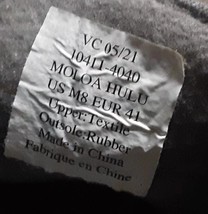 VC 05/21
10411-4040
MOLOA HULU
US M8 EUR 41
Upper:Textile
Outsole:Rubber
Made in China
Fabrique en Chine